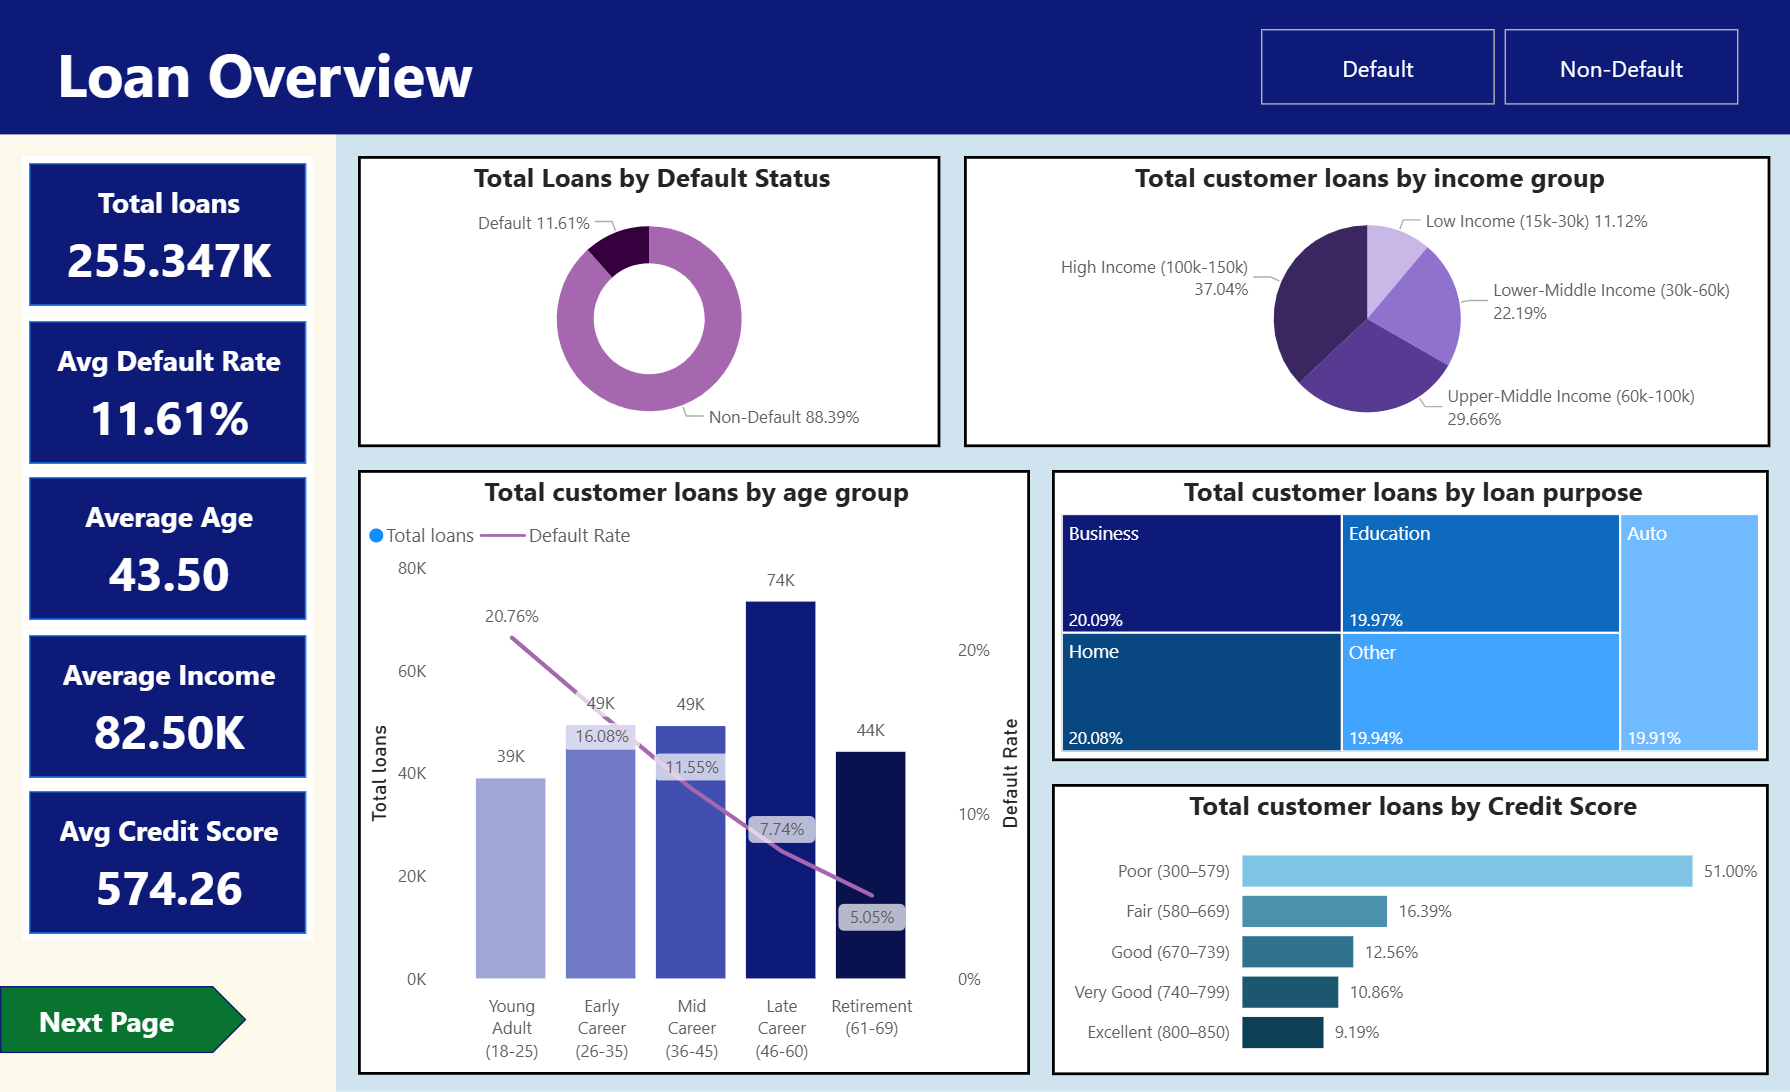 Loan Overview
Default
Non-Default
Total loans
255.347K
Avg Default Rate
11.61%
Average Age
43.50
Average Income
82.50K
Avg Credit Score
574.26
Next Page
Total Loans by Default Status
Default 11.61%
Non-Default 88.39%
Total customer loans by income group
Low Income (15k-30k) 11.12%
High Income (100k-150k)
37.04%
Lower-Middle Income (30k-60k)
22.19%
Upper-Middle Income (60k-100k)
29.66%
Total customer loans by age group
Total loans
Default Rate
80K
60K
40K
20K
0K
Total loans
20.76%
39K
49K
16.08%
49K
11.55%
74K
7.74%
44K
5.05%
20%
10%
0%
Default Rate
Young
Adult
(18-25)
Early
Career
(26-35)
Mid
Career
(36-45)
Late
Career
(46-60)
Retirement
(61-69)
Total customer loans by loan purpose
Business
20.09%
Education
19.97%
Auto
19.91%
Home
20.08%
Other
19.94%
Total customer loans by Credit Score
Poor (300–579) 51.00%
Fair (580–669) 16.39%
Good (670–739) 12.56%
Very Good (740–799) 10.86%
Excellent (800–850) 9.19%